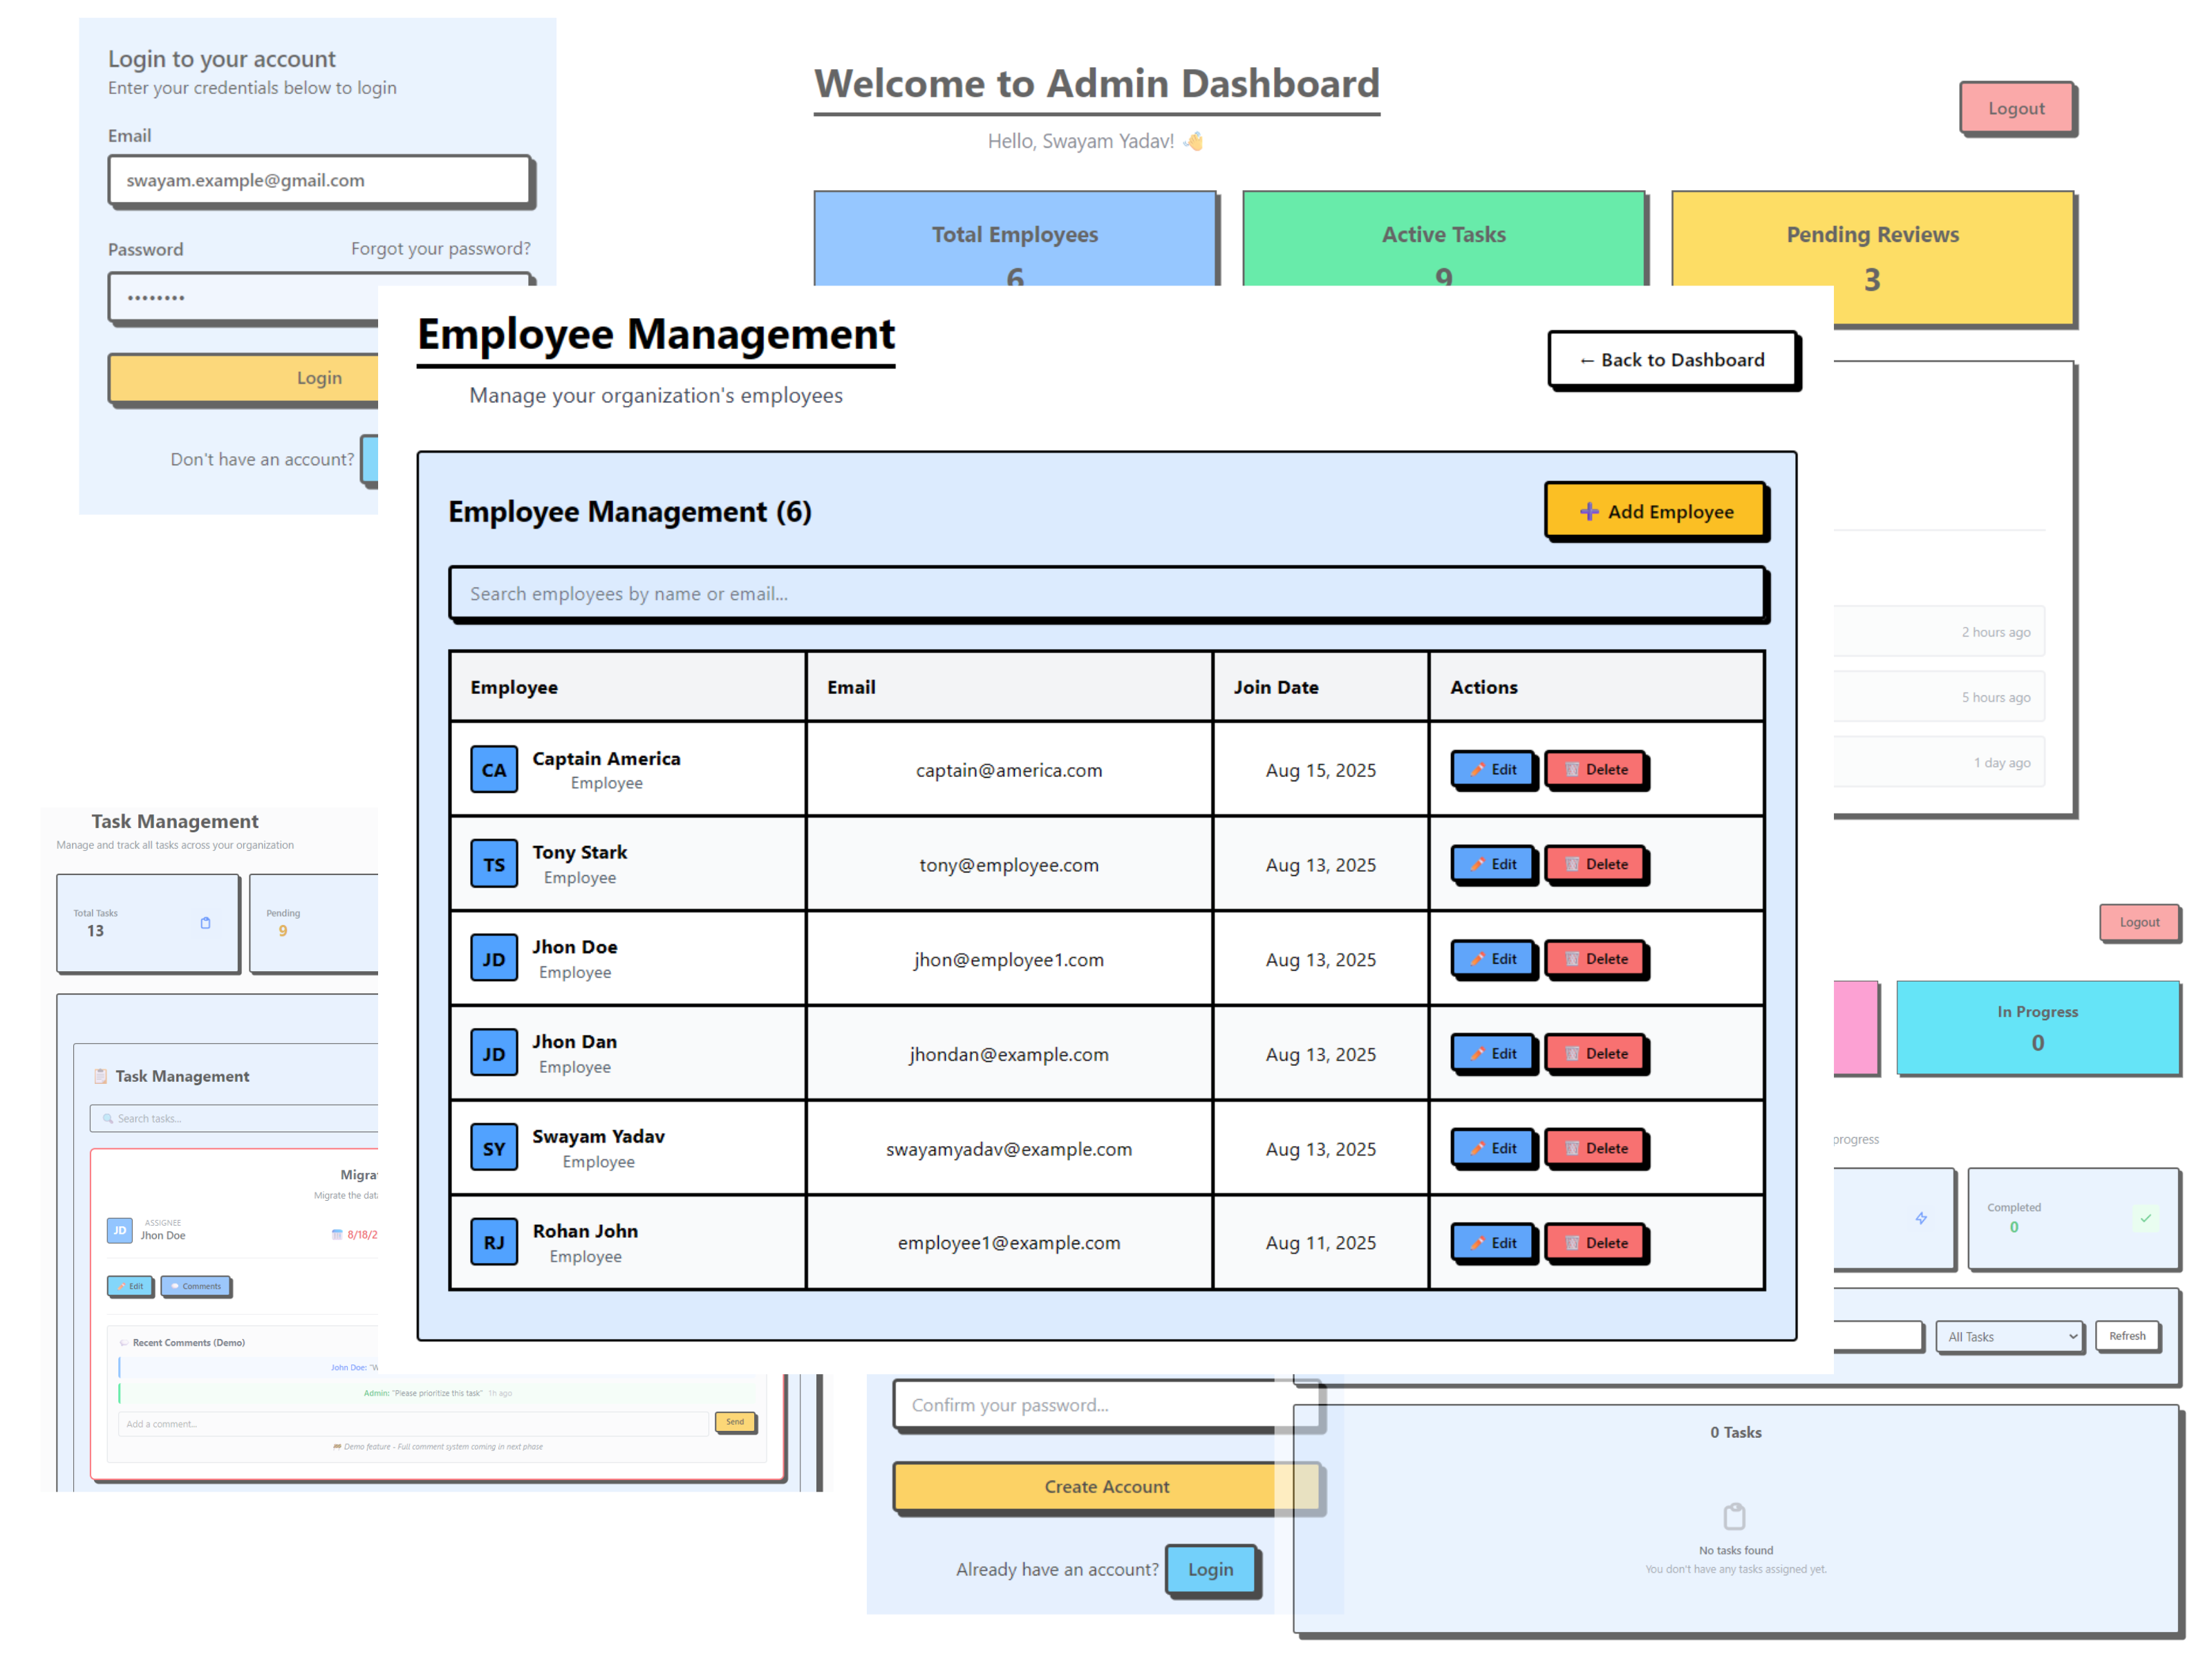 Login to your account
Enter your credentials below to login
Email
swayam.example@gmail.com
Password Forgot your password?
••••••••
Login
Don't have an account?
Welcome to Admin Dashboard
Hello, Swayam Yadav! 👋
Logout
Total Employees
6
Active Tasks
9
Pending Reviews
3
2 hours ago
5 hours ago
1 day ago
Employee Management
Manage your organization's employees
← Back to Dashboard
Employee Management (6)
➕ Add Employee
Search employees by name or email...
Employee Email Join Date Actions
CA Captain America captain@america.com Aug 15, 2025 Edit Delete
Employee
TS Tony Stark tony@employee.com Aug 13, 2025 Edit Delete
Employee
JD Jhon Doe jhon@employee1.com Aug 13, 2025 Edit Delete
Employee
JD Jhon Dan jhondan@example.com Aug 13, 2025 Edit Delete
Employee
SY Swayam Yadav swayamyadav@example.com Aug 13, 2025 Edit Delete
Employee
RJ Rohan John employee1@example.com Aug 11, 2025 Edit Delete
Employee
Task Management
Manage and track all tasks across your organization
Total Tasks
13
Pending
9
Task Management
Search tasks...
Migra
Migrate the dat
ASSIGNEE
JD Jhon Doe
8/18/2
Edit Comments
Recent Comments (Demo)
John Doe: "W
Admin: "Please prioritize this task" 1h ago
Add a comment...
Send
Demo feature - Full comment system coming in next phase
Confirm your password...
Create Account
Already have an account? Login
Logout
In Progress
0
progress
Completed
0
All Tasks
Refresh
0 Tasks
No tasks found
You don't have any tasks assigned yet.